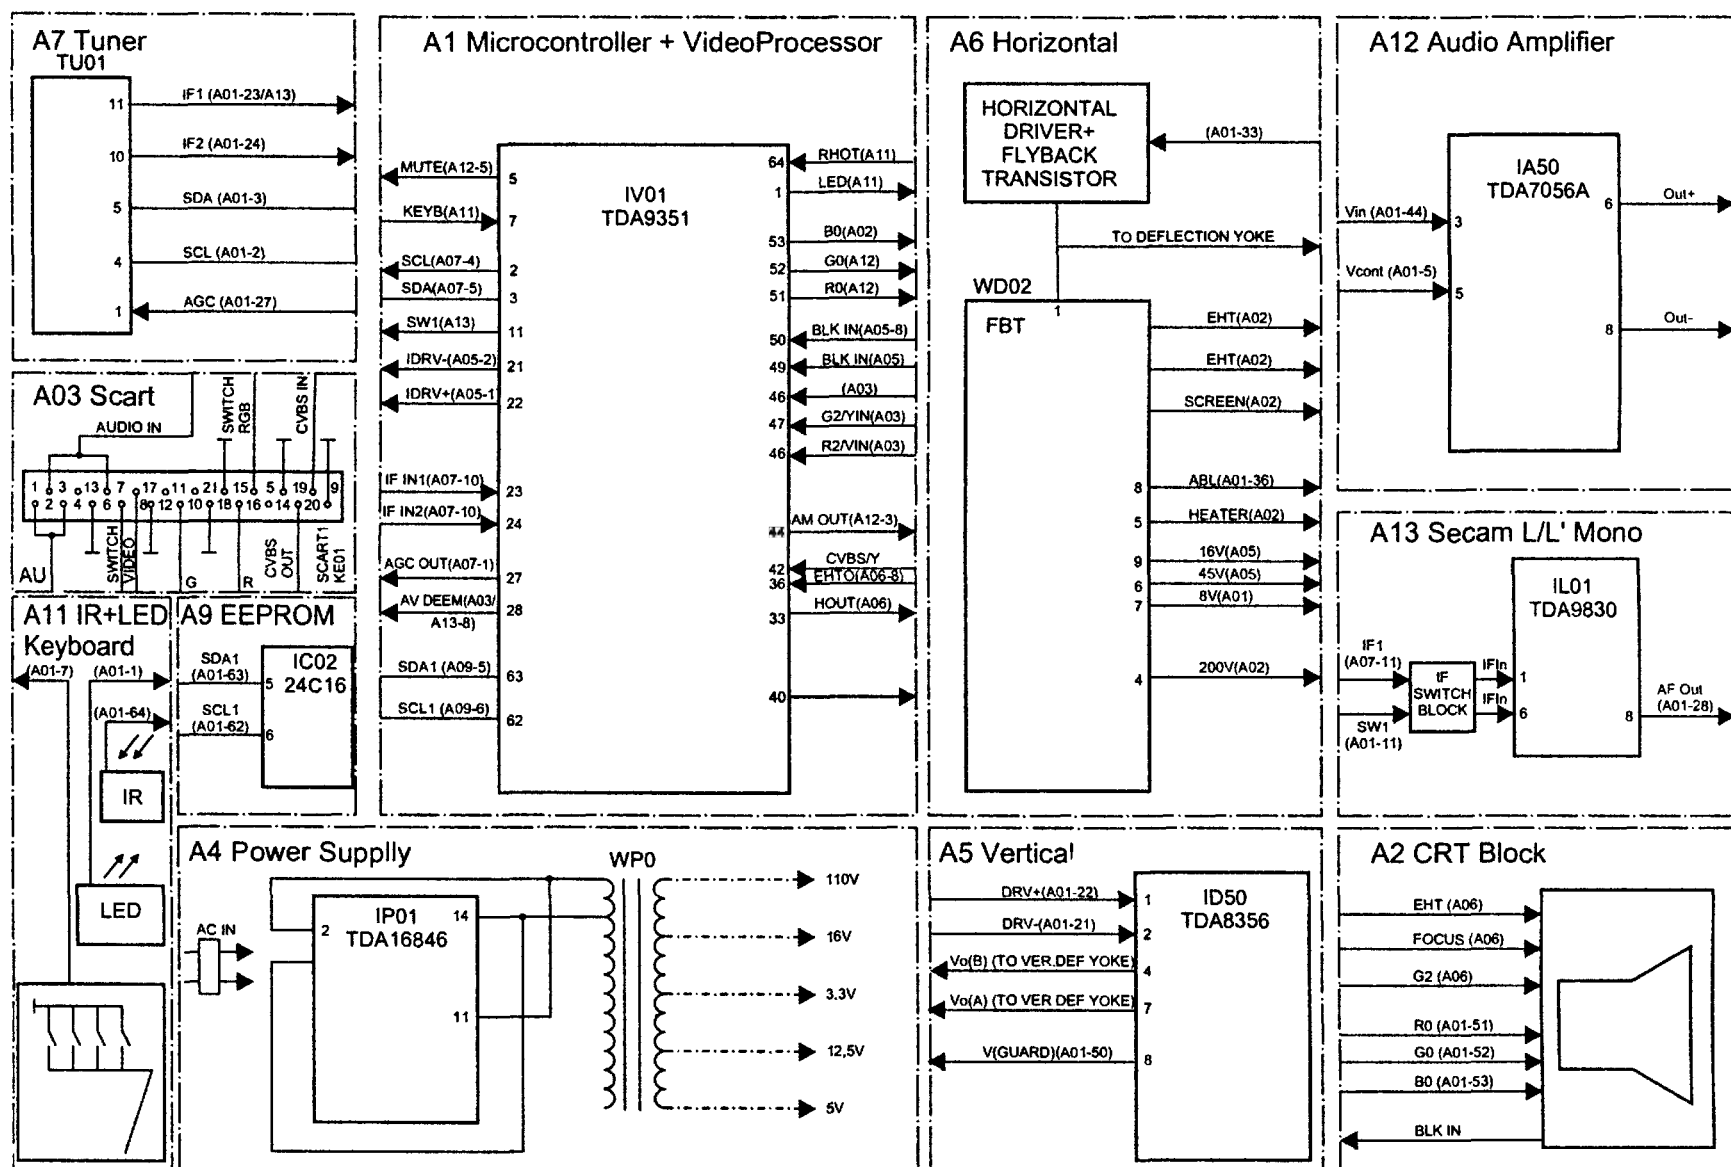 A7 Tuner
TU01
11
IF1 (A01-23/A13)
10
IF2 (A01-24)
5
SDA (A01-3)
4
SCL (A01-2)
1
AGC (A01-27)
A1 Microcontroller + VideoProcessor
IV01
TDA9351
MUTE(A12-5)
5
KEYB(A11)
7
SCL(A07-4)
2
SDA(A07-5)
3
SW1(A13)
11
IDRV-(A05-2)
21
IDRV+(A05-1
22
IF IN1(A07-10)
23
IF IN2(A07-10)
24
AGC OUT(A07-1)
27
AV DEEM(A03/
A13-8)
28
SDA1 (A09-5)
63
SCL1 (A09-6)
62
64
RHOT(A11)
1
LED(A11)
53
B0(A02)
52
G0(A12)
51
R0(A12)
50
BLK IN(A05-8)
49
BLK IN(A05)
46
(A03)
47
G2/YIN(A03)
46
R2/VIN(A03)
44
AM OUT(A12-3)
42
CVBS/Y
36
EHTO(A06-8)
33
HOUT(A06)
40
A6 Horizontal
HORIZONTAL
DRIVER+
FLYBACK
TRANSISTOR
(A01-33)
TO DEFLECTION YOKE
WD02
1
FBT
EHT(A02)
EHT(A02)
SCREEN(A02)
8
ABL(A01-36)
5
HEATER(A02)
9
16V(A05)
6
45V(A05)
7
8V(A01)
4
200V(A02)
A12 Audio Amplifier
IA50
TDA7056A
Vin (A01-44)
3
Vcont (A01-5)
5
6
Out+
8
Out-
A03 Scart
AUDIO IN
SWITCH
RGB
CVBS IN
1 3 13 7 17 11 21 15 5 19 9
2 4 6 8 12 10 18 16 14 20
AU
SWITCH
VIDEO
G
R
CVBS
OUT
SCART1
KE01
A13 Secam L/L' Mono
IL01
TDA9830
IF1
(A07-11)
SW1
(A01-11)
IF
SWITCH
BLOCK
IFIn
IFIn
1
6
8
AF Out
(A01-28)
A11 IR+LED
Keyboard
(A01-7)
(A01-1)
(A01-64)
IR
LED
A9 EEPROM
IC02
24C16
SDA1
(A01-63)
5
SCL1
(A01-62)
6
A4 Power Supplly
WP0
AC IN
IP01
TDA16846
2
14
11
110V
16V
3.3V
12,5V
5V
A5 Vertical
ID50
TDA8356
DRV+(A01-22)
1
DRV-(A01-21)
2
Vo(B) (TO VER.DEF YOKE)
4
Vo(A) (TO VER DEF YOKE)
7
V(GUARD)(A01-50)
8
A2 CRT Block
EHT (A06)
FOCUS (A06)
G2 (A06)
R0 (A01-51)
G0 (A01-52)
B0 (A01-53)
BLK IN